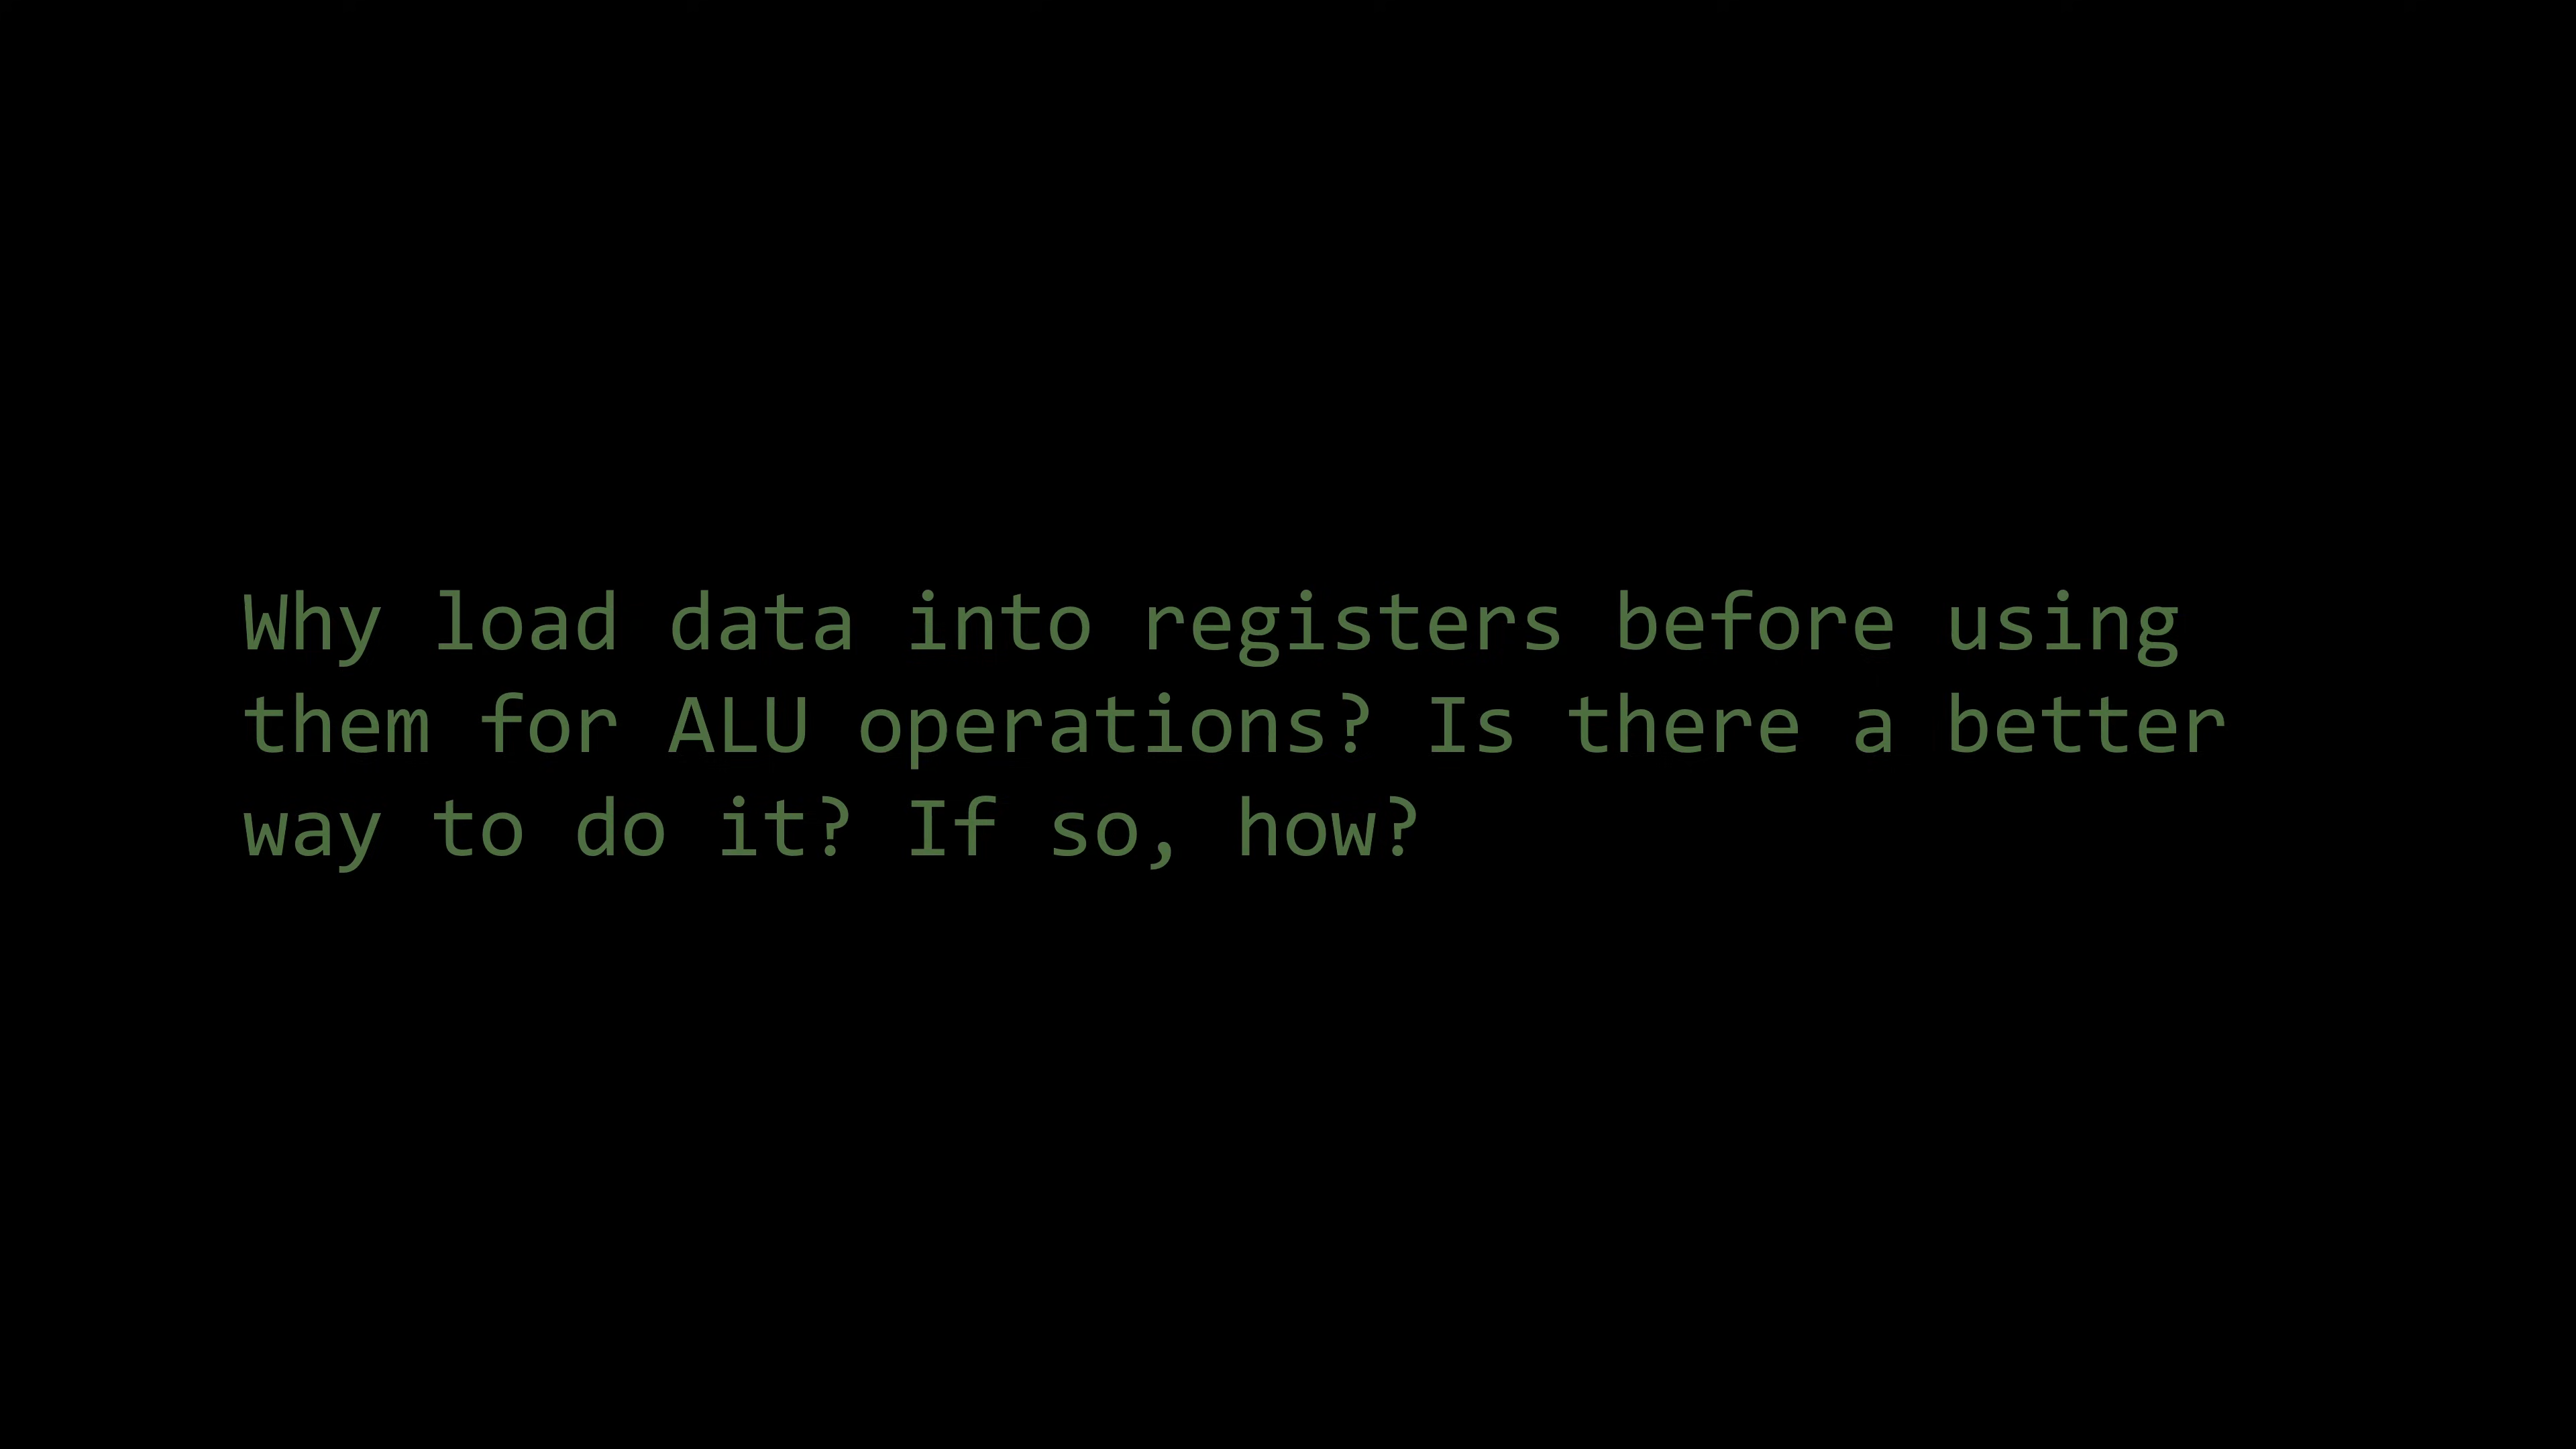 Why load data into registers before using
them for ALU operations? Is there a better
way to do it? If so, how?